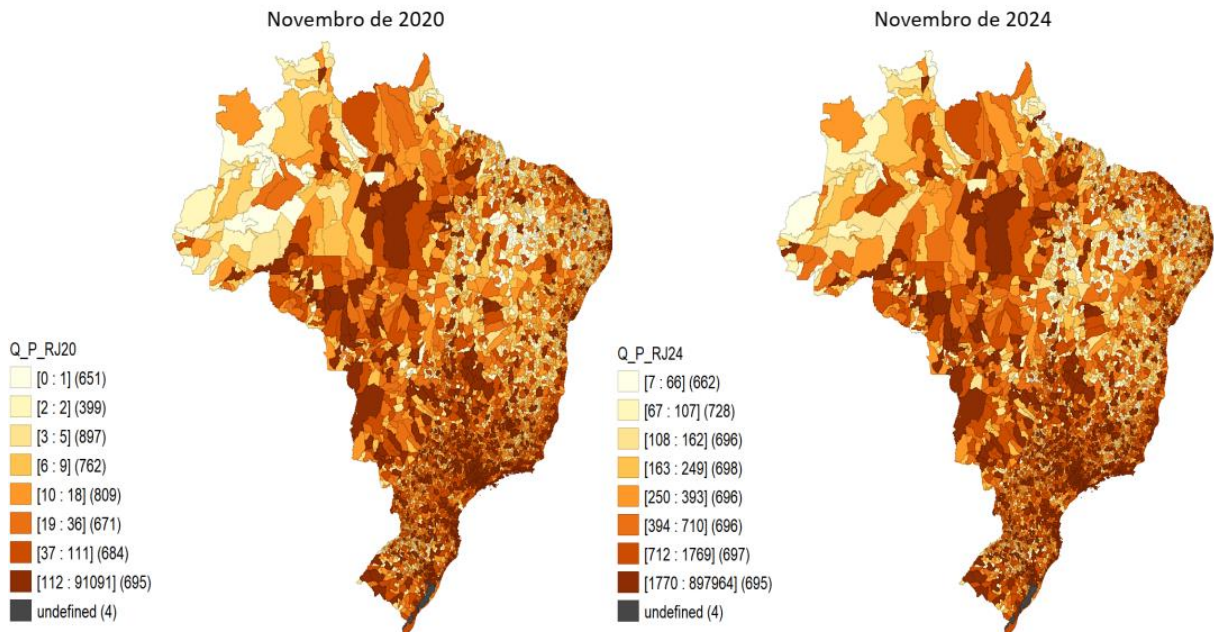 Novembro de 2020
Novembro de 2024
Q_P_RJ20
[0 : 1] (651)
[2 : 2] (399)
[3 : 5] (897)
[6 : 9] (762)
[10 : 18] (809)
[19 : 36] (671)
[37 : 111] (684)
[112 : 91091] (695)
undefined (4)
Q_P_RJ24
[7 : 66] (662)
[67 : 107] (728)
[108 : 162] (696)
[163 : 249] (698)
[250 : 393] (696)
[394 : 710] (696)
[712 : 1769] (697)
[1770 : 897964] (695)
undefined (4)